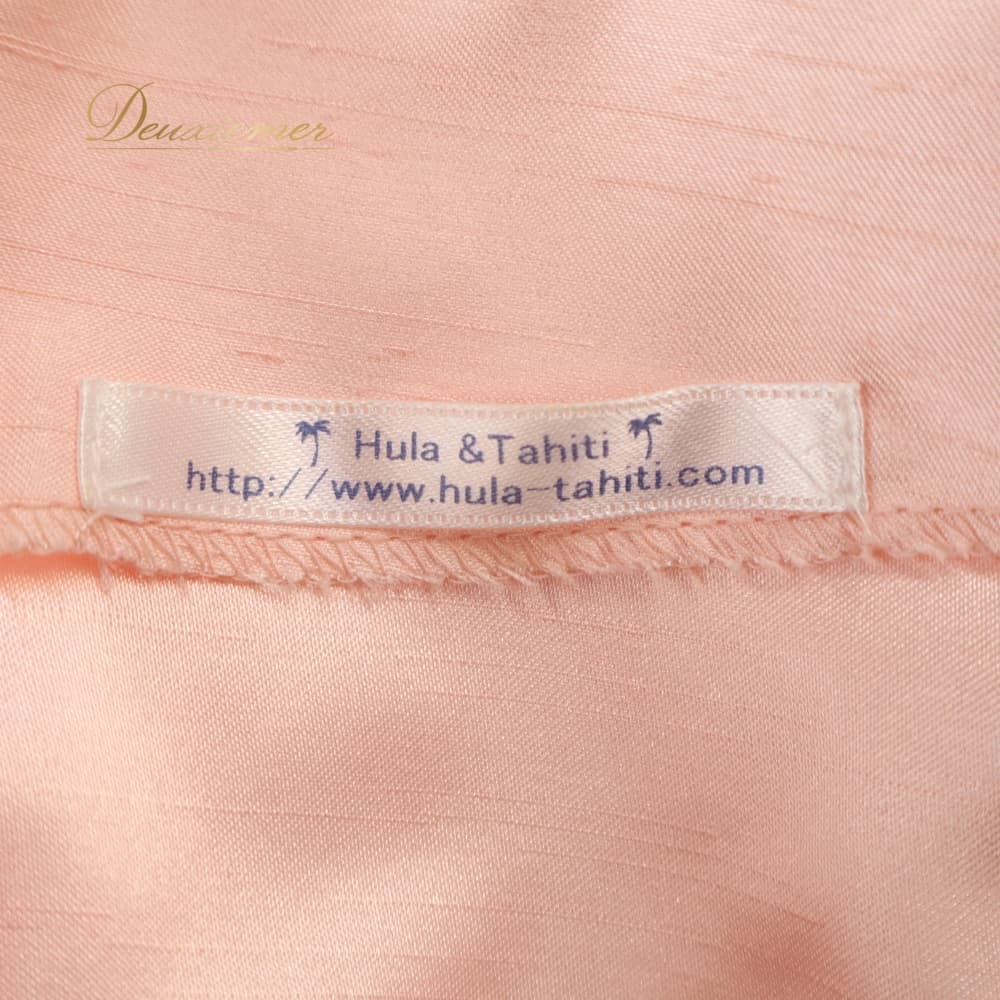 Deuxiemer
Hula &Tahiti
http://www.hula-tahiti.com